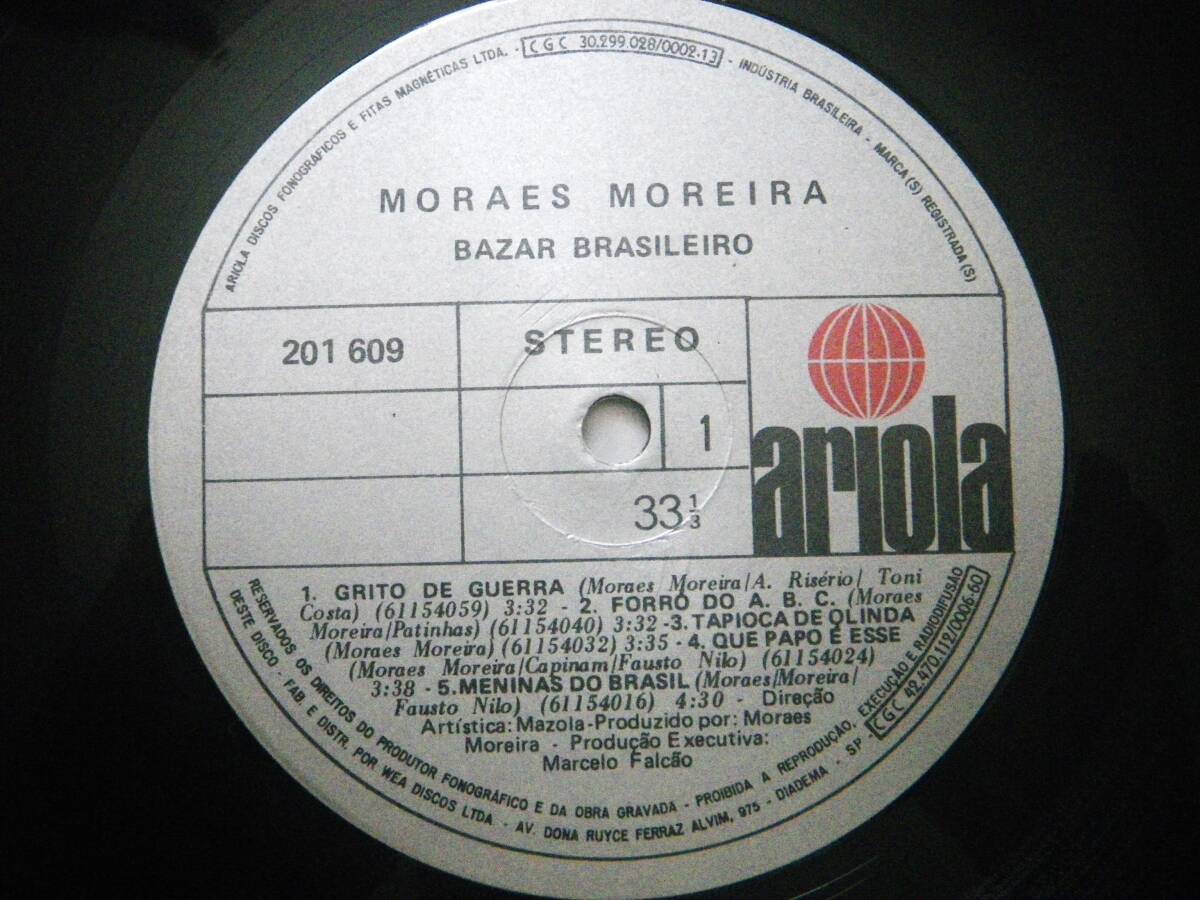 ARIOLA DISCOS FONOGRÁFICOS E FITAS MAGNÉTICAS LTDA. - CGC 30.299.028/0002-13 - INDÚSTRIA BRASILEIRA - MARCA (S) REGISTRADA (S)
MORAES MOREIRA
BAZAR BRASILEIRO
201 609
STEREO
1
33 1/3
ariola
1. GRITO DE GUERRA (Moraes Moreira/A. Risério/ Toni
Costa) (61154059) 3:32 - 2. FORRÓ DO A. B. C. (Moraes
Moreira/Patinhas) (61154040) 3:32 -3. TAPIOCA DE OLINDA
(Moraes Moreira) (61154032) 3:35 - 4. QUE PAPO É ESSE
(Moraes Moreira/Capinam/Fausto Nilo) (61154024)
3:38 - 5. MENINAS DO BRASIL (Moraes/Moreira/
Fausto Nilo) (61154016) 4:30 - Direção
Artística: Mazola-Produzido por: Moraes
Moreira - Produção Executiva:
Marcelo Falcão
RESERVADOS OS DIREITOS DO PRODUTOR FONOGRÁFICO E DA OBRA GRAVADA - PROIBIDA A REPRODUÇÃO, EXECUÇÃO E RADIODIFUSÃO
DESTE DISCO - FAB. E DISTR. POR WEA DISCOS LTDA - AV. DONA RUYCE FERRAZ ALVIM, 975 - DIADEMA - SP - CGC 42.470.112/0006-60